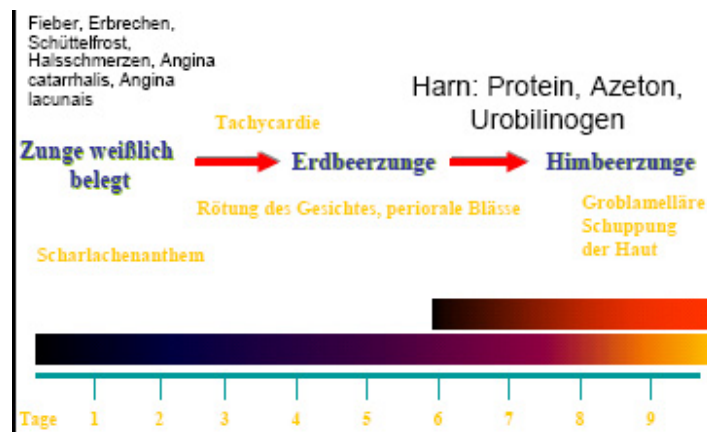 Fieber, Erbrechen,
Schüttelfrost,
Halsschmerzen, Angina
catarrhalis, Angina
lacunais
Harn: Protein, Azeton,
Urobilinogen
Tachycardie
Zunge weißlich
belegt
Erdbeerzunge
Himbeerzunge
Rötung des Gesichtes, periorale Blässe
Groblamelläre
Schuppung
der Haut
Scharlachenanthem
Tage 1 2 3 4 5 6 7 8 9